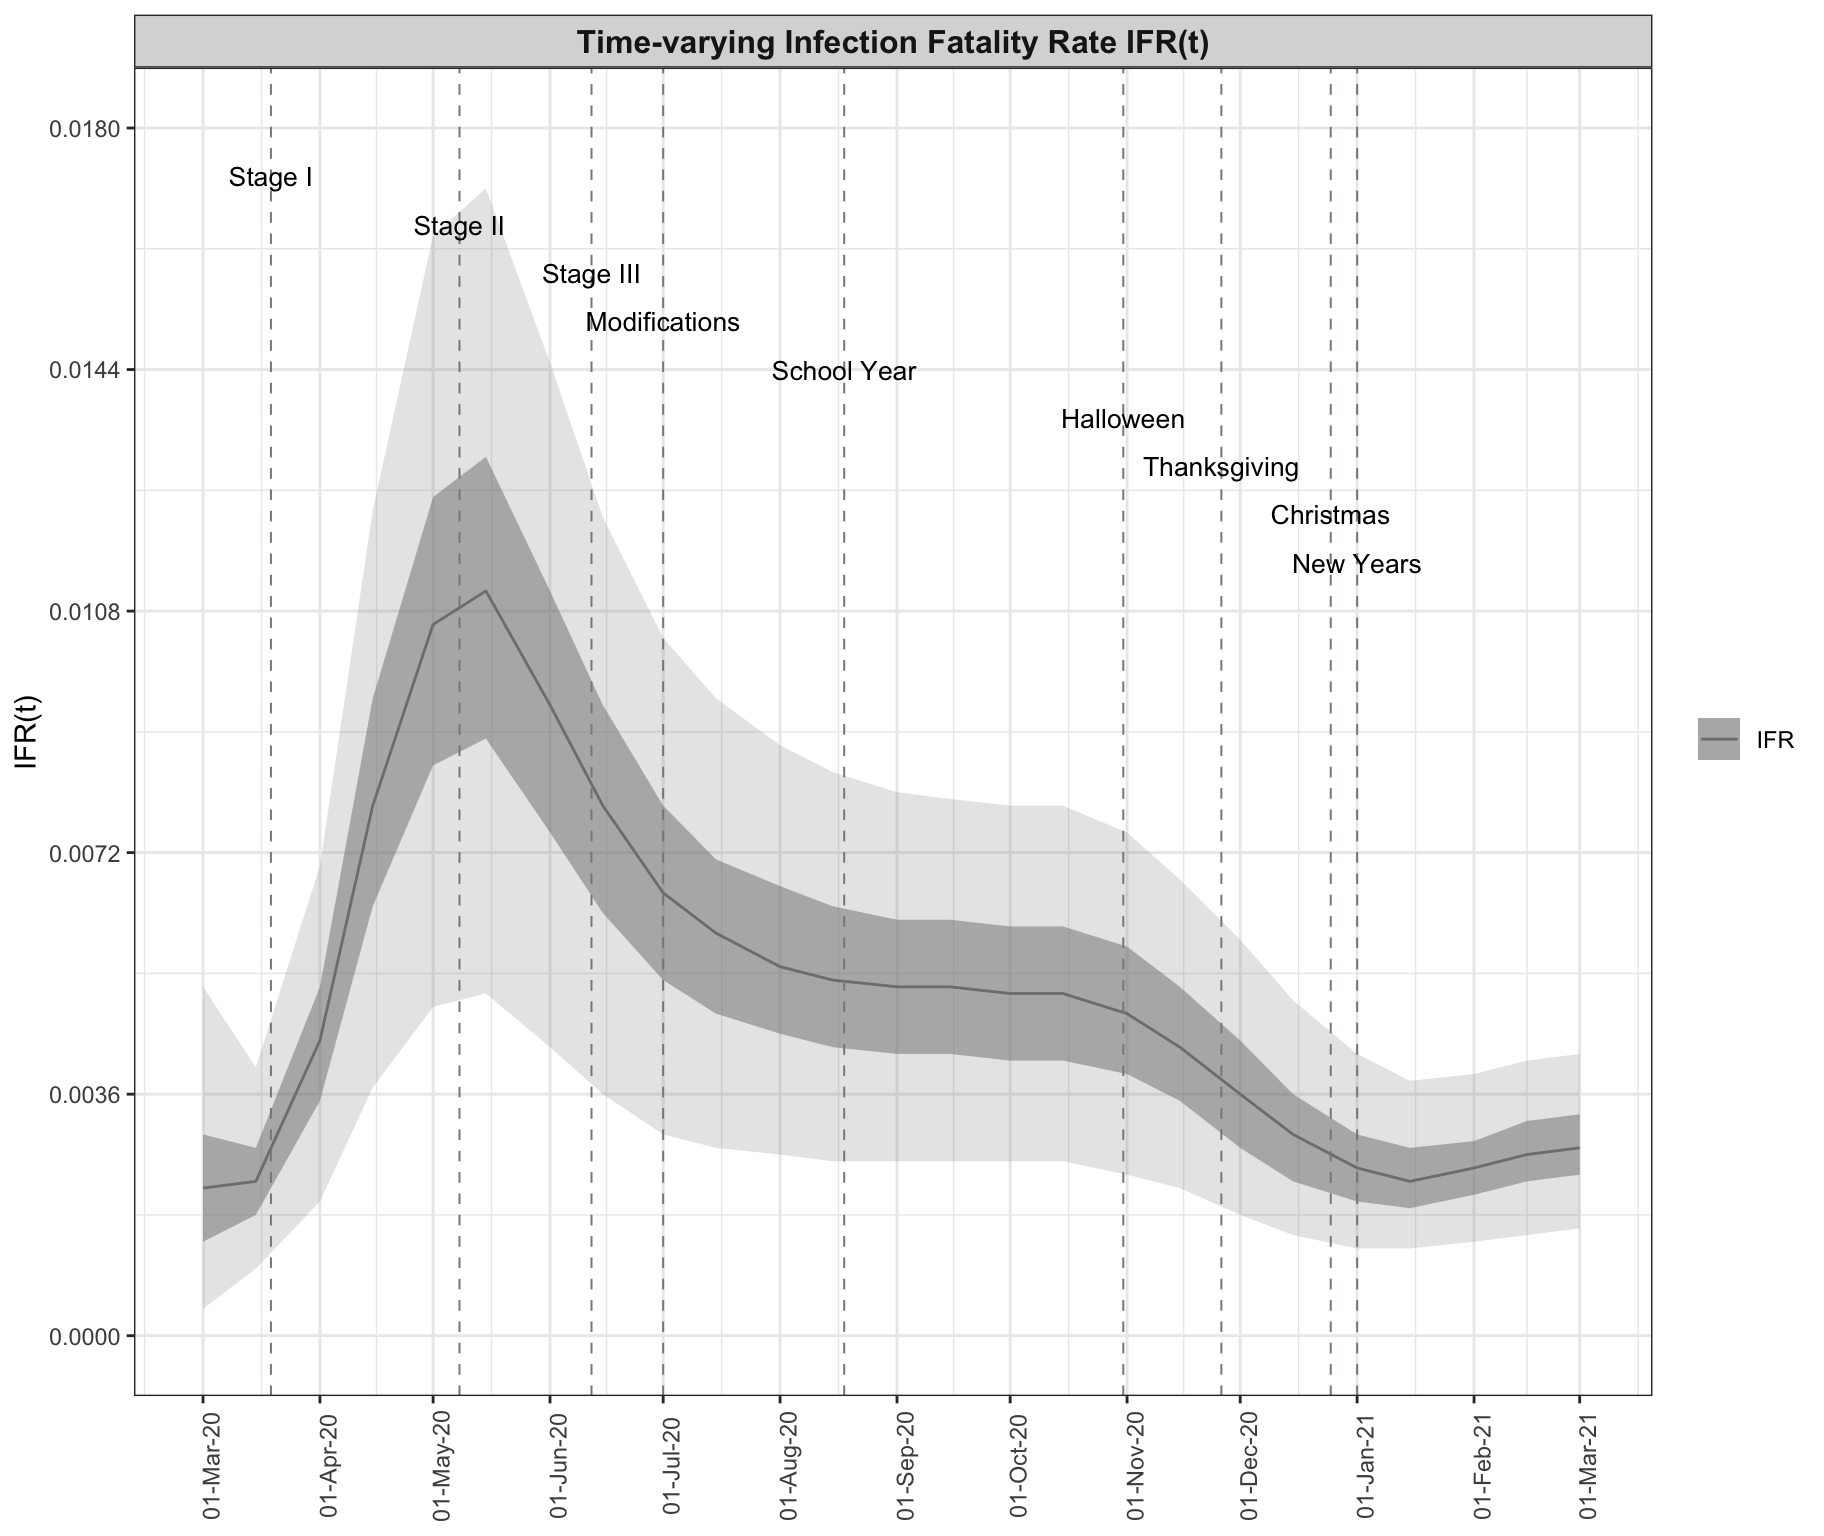 Time-varying Infection Fatality Rate IFR(t)
0.0180
Stage I
Stage II
Stage III
Modifications
0.0144
School Year
Halloween
Thanksgiving
Christmas
New Years
0.0108
IFR(t)
IFR
0.0072
0.0036
0.0000
01-Mar-20
01-Apr-20
01-May-20
01-Jun-20
01-Jul-20
01-Aug-20
01-Sep-20
01-Oct-20
01-Nov-20
01-Dec-20
01-Jan-21
01-Feb-21
01-Mar-21